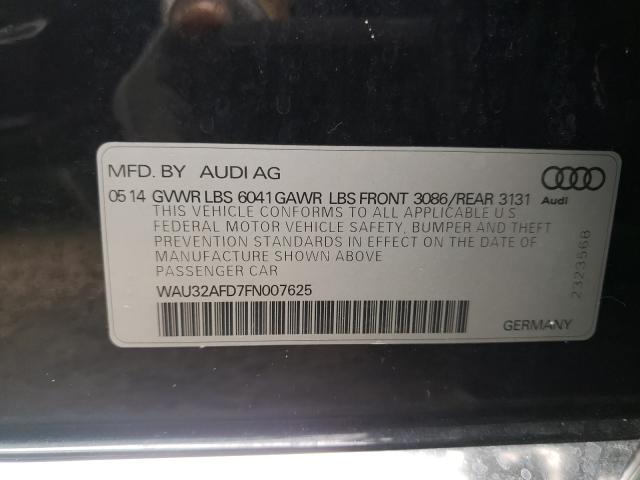 MFD. BY AUDI AG
Audi
05 14 GVWR LBS 6041 GAWR LBS FRONT 3086/REAR 3131
THIS VEHICLE CONFORMS TO ALL APPLICABLE U.S
FEDERAL MOTOR VEHICLE SAFETY, BUMPER AND THEFT
PREVENTION STANDARDS IN EFFECT ON THE DATE OF
MANUFACTURE SHOWN ABOVE
PASSENGER CAR
2323568
WAU32AFD7FN007625
GERMANY